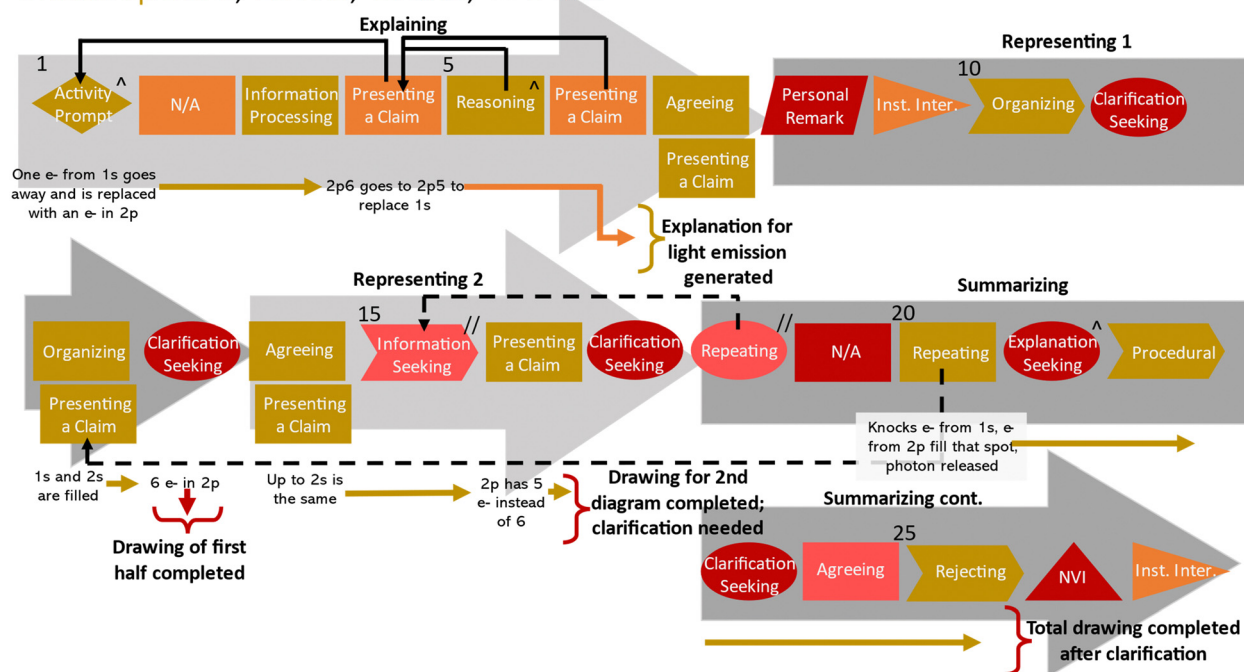 Explaining
Representing 1
1
5
10
Activity
Prompt
^
N/A
Information
Processing
Presenting
a Claim
Reasoning
^
Presenting
a Claim
Agreeing
Presenting
a Claim
Personal
Remark
Inst. Inter.
Organizing
Clarification
Seeking
One e- from 1s goes
away and is replaced
with an e- in 2p
2p6 goes to 2p5 to
replace 1s
Explanation for
light emission
generated
Representing 2
Summarizing
15
20
Organizing
Presenting
a Claim
Clarification
Seeking
Agreeing
Presenting
a Claim
Information
Seeking
//
Presenting
a Claim
Clarification
Seeking
Repeating
//
N/A
Repeating
Explanation
Seeking
^
Procedural
Knocks e- from 1s, e-
from 2p fill that spot,
photon released
1s and 2s
are filled
6 e- in 2p
Drawing of first
half completed
Up to 2s is
the same
2p has 5
e- instead
of 6
Drawing for 2nd
diagram completed;
clarification needed
Summarizing cont.
25
Clarification
Seeking
Agreeing
Rejecting
NVI
Inst. Inter.
Total drawing completed
after clarification